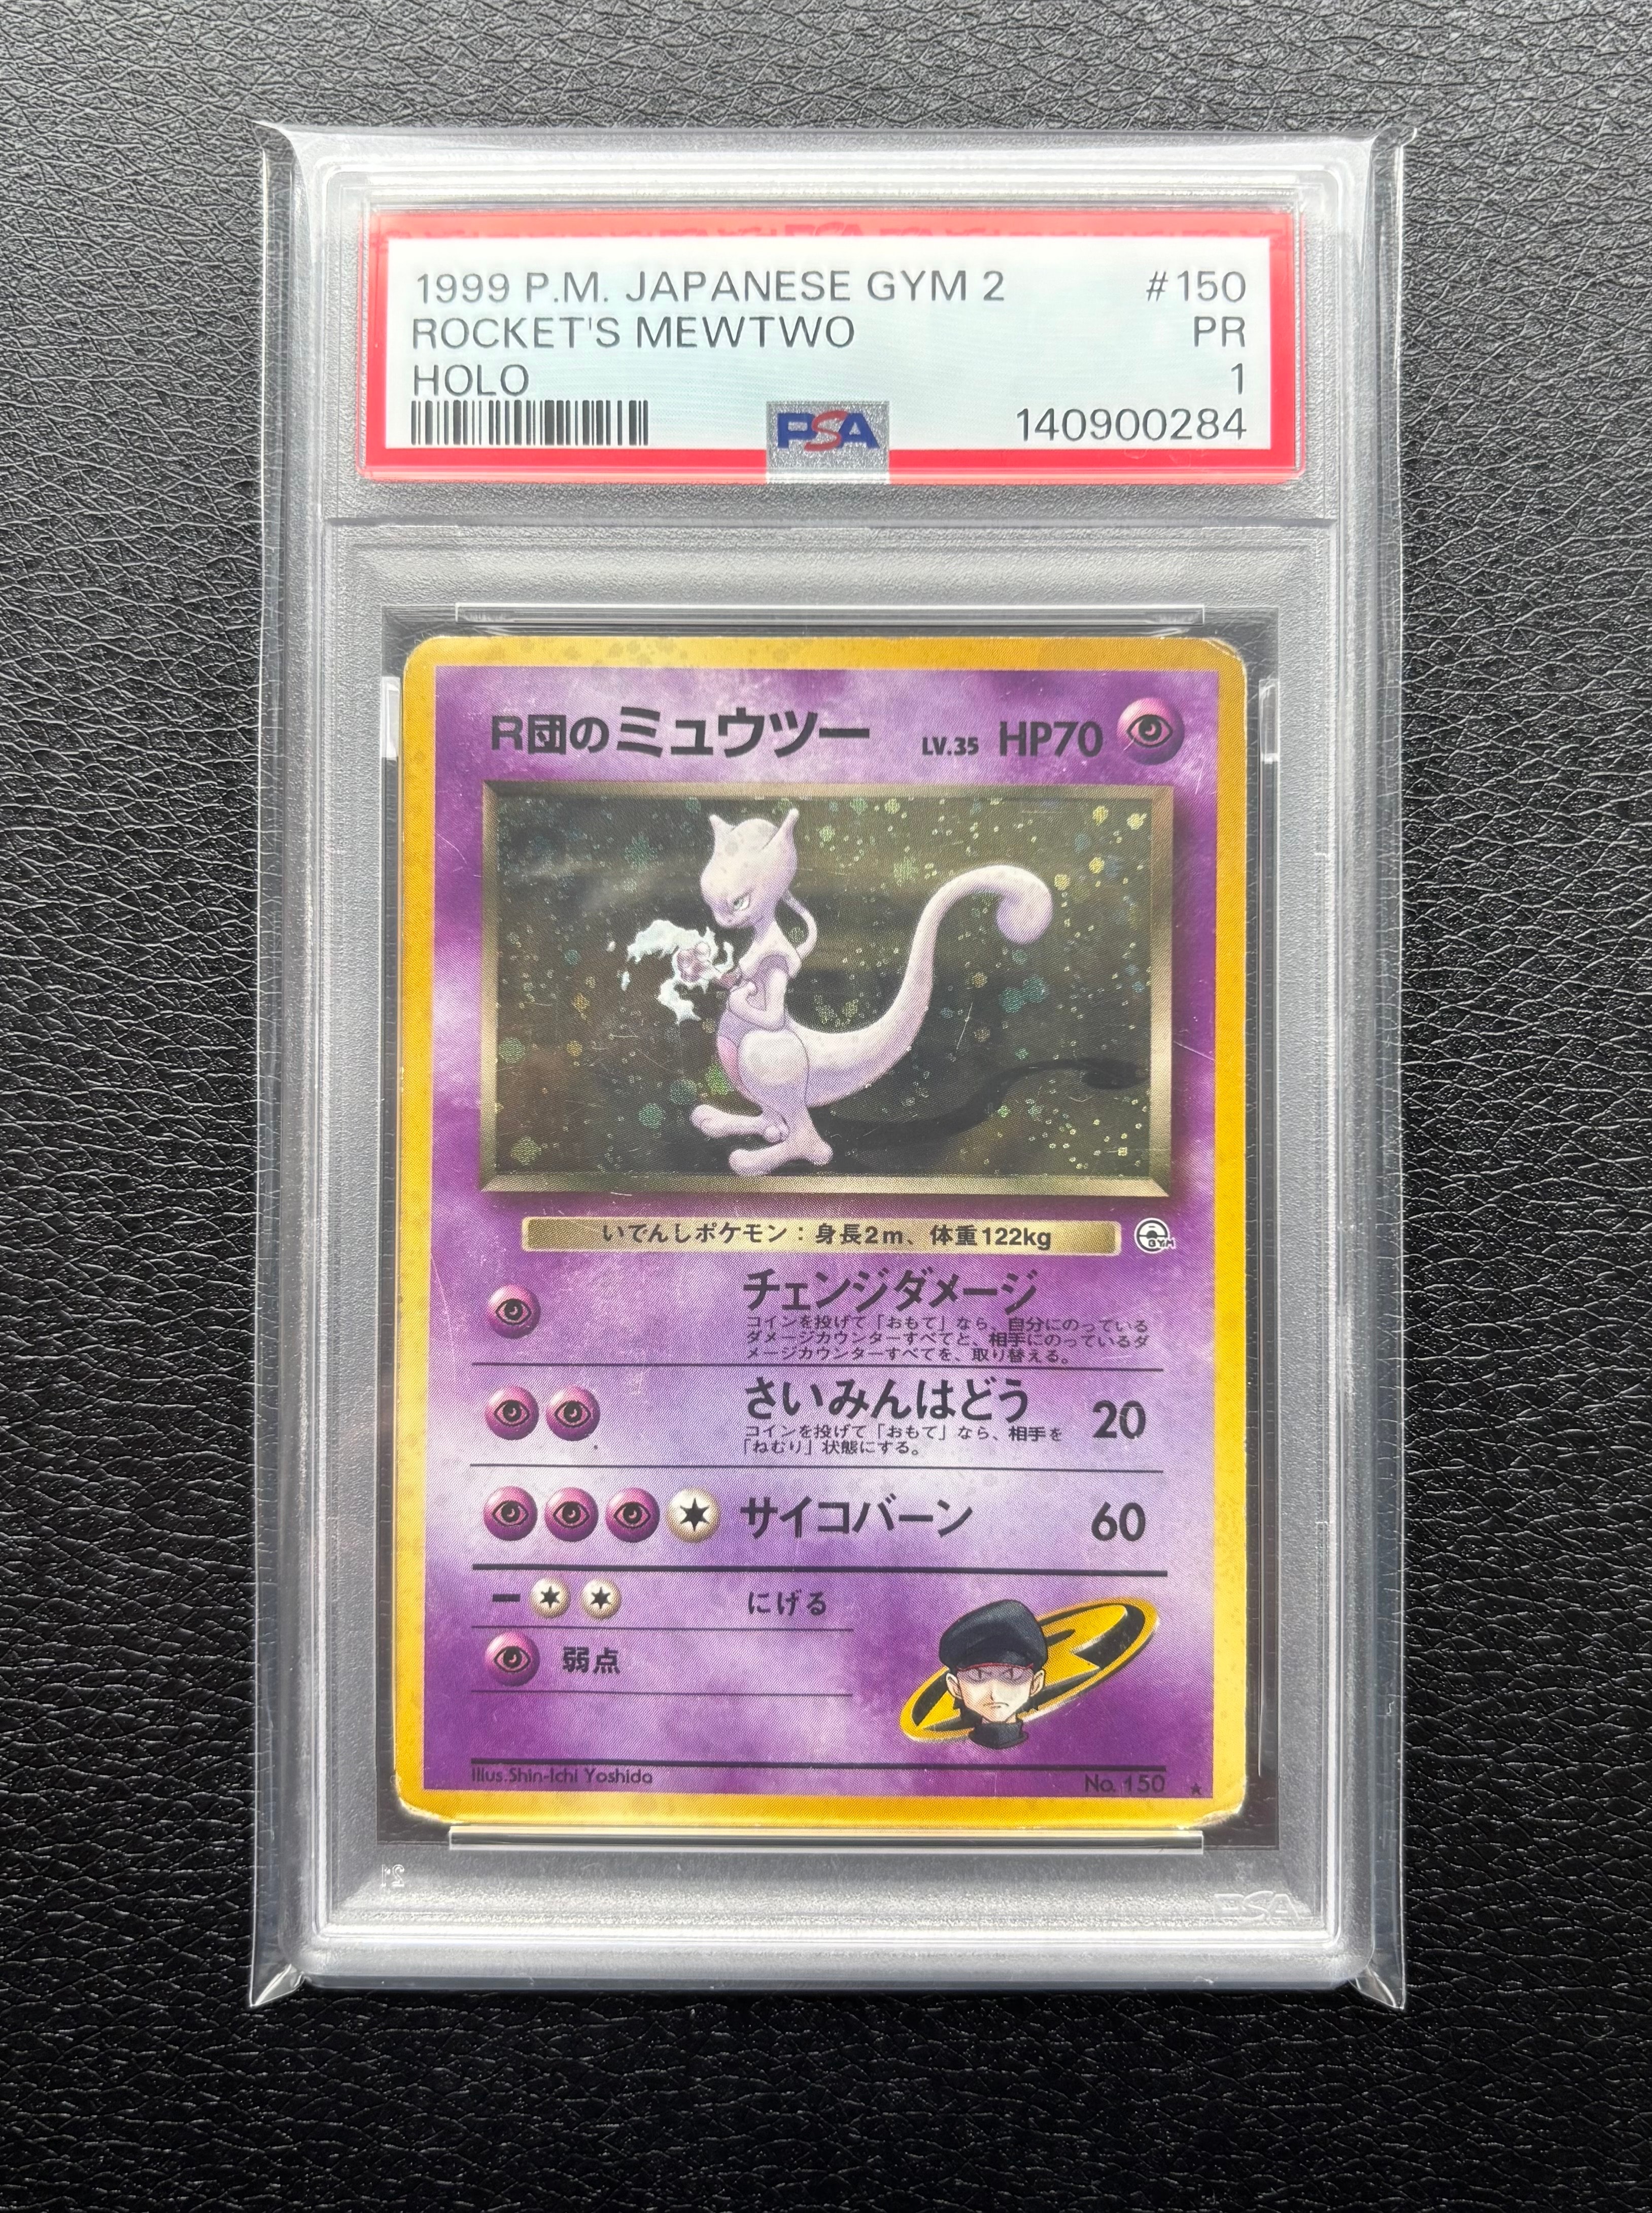 1999 P.M. JAPANESE GYM 2 #150
ROCKET'S MEWTWO PR
HOLO 1
PSA 140900284
R団のミュウツー LV.35 HP70
いでんしポケモン：身長2m、体重122kg
GYM
チェンジダメージ
コインを投げて「おもて」なら、自分にのっている
ダメージカウンターすべてと、相手にのっているダ
メージカウンターすべてを、取り替える。
さいみんはどう 20
コインを投げて「おもて」なら、相手を
「ねむり」状態にする。
サイコバーン 60
にげる
弱点
Illus.Shin-Ichi Yoshida
No. 150 ★
PSA